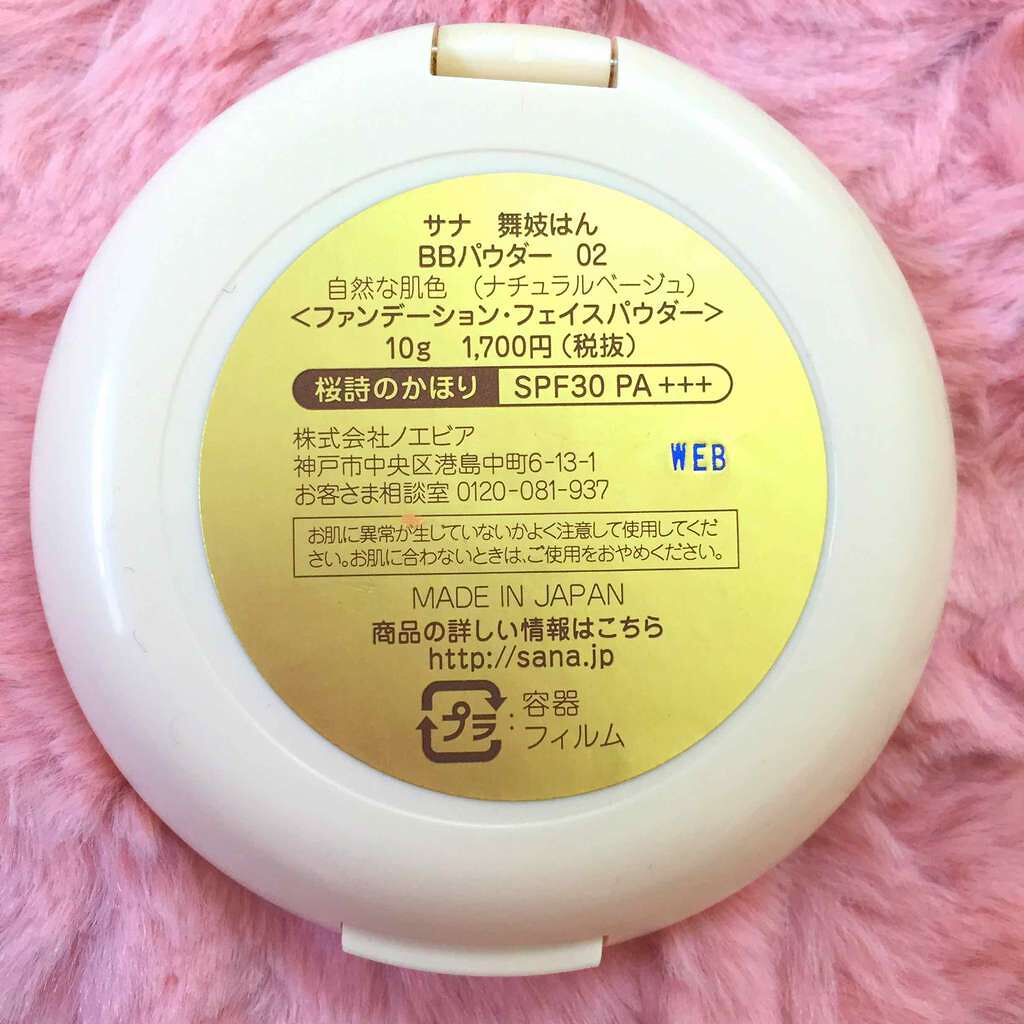 サナ　舞妓はん
BBパウダー　02
自然な肌色　（ナチュラルベージュ）
＜ファンデーション・フェイスパウダー＞
10g　1,700円（税抜）
桜詩のかほり　SPF30 PA+++
株式会社ノエビア
神戸市中央区港島中町6-13-1
WEB
お客さま相談室 0120-081-937
お肌に異常が生じていないかよく注意して使用してくだ
さい。お肌に合わないときは、ご使用をおやめください。
MADE IN JAPAN
商品の詳しい情報はこちら
http://sana.jp
プラ：容器
フィルム